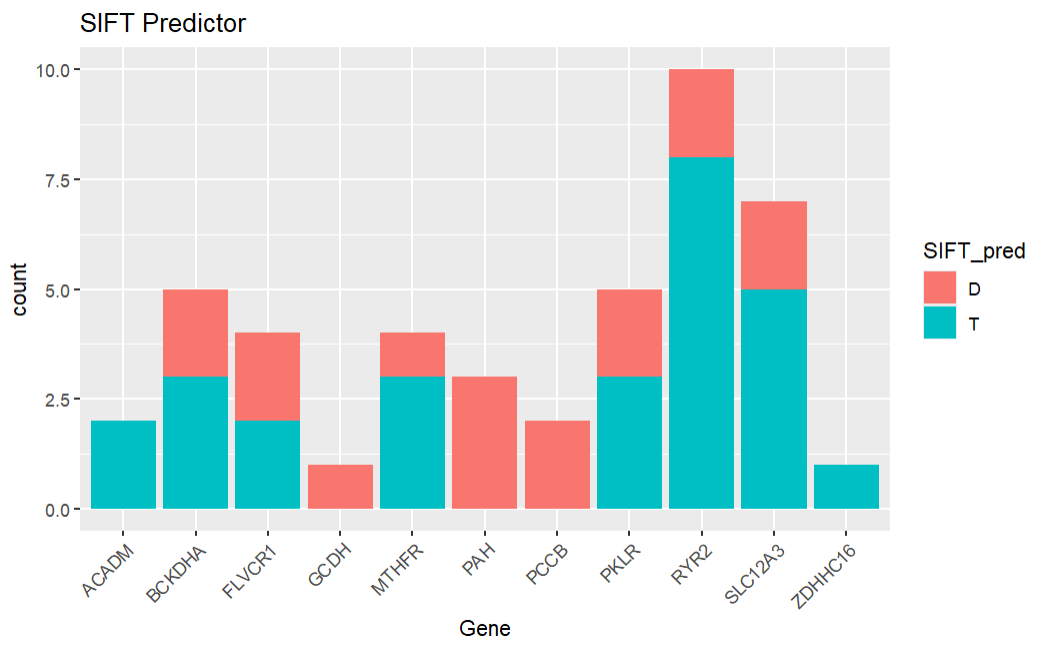 SIFT Predictor
10.0
7.5
5.0
2.5
0.0
count
ACADM
BCKDHA
FLVCR1
GCDH
MTHFR
PAH
PCCB
PKLR
RYR2
SLC12A3
ZDHHC16
Gene
SIFT_pred
D
T